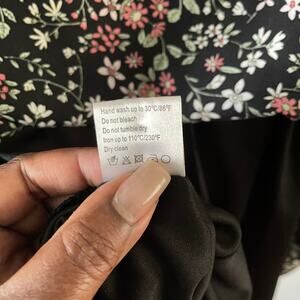 Hand wash up to 30°C/86°F
Do not bleach
Do not tumble dry
Iron up to 110°C/230°F
Dry clean